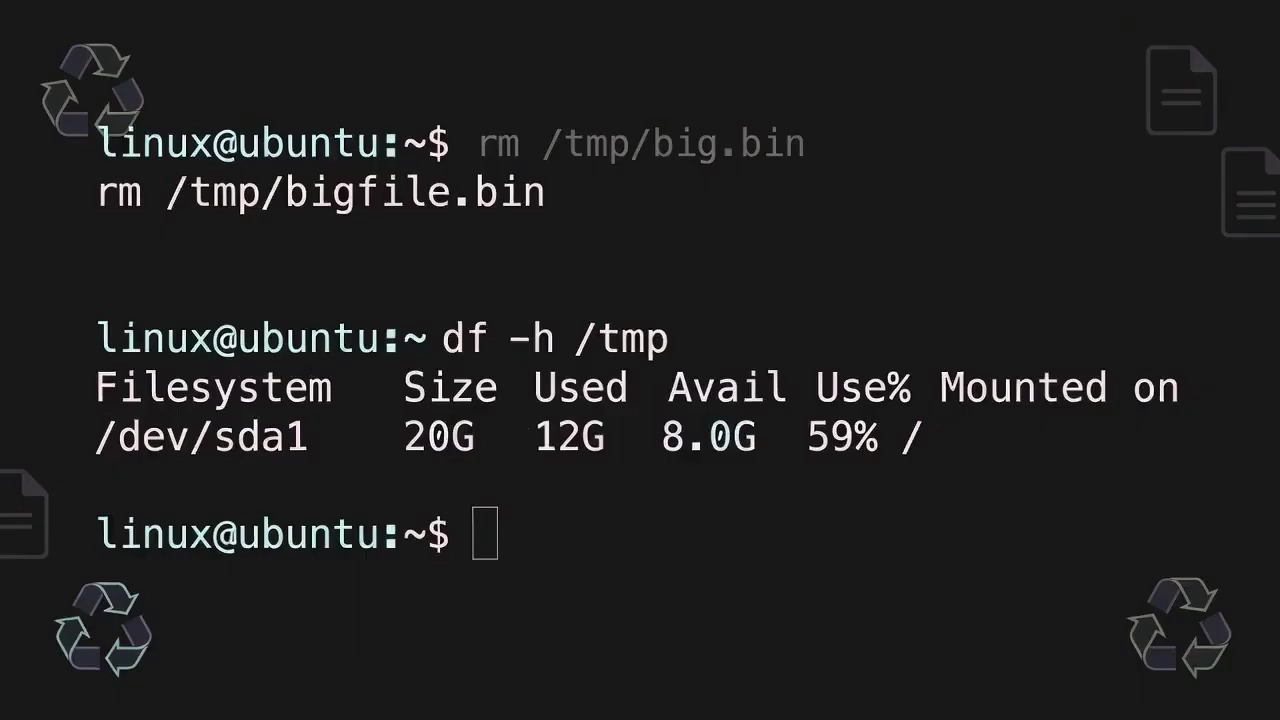 linux@ubuntu:~$ rm /tmp/big.bin
rm /tmp/bigfile.bin
linux@ubuntu:~ df -h /tmp
Filesystem Size Used Avail Use% Mounted on
/dev/sda1 20G 12G 8.0G 59% /
linux@ubuntu:~$